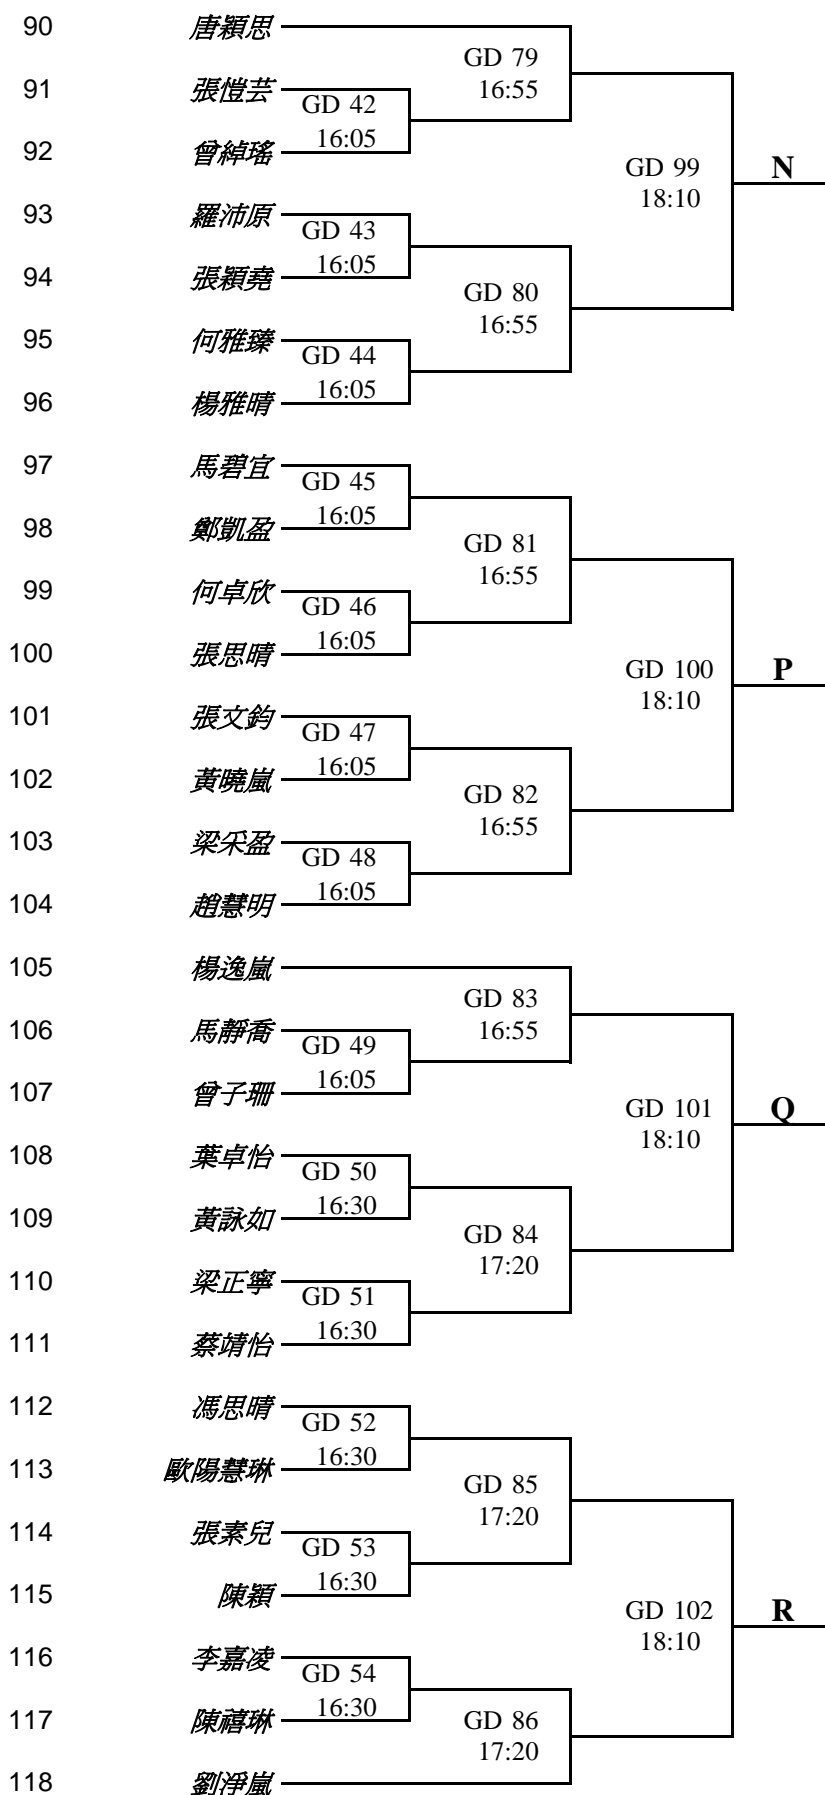 90 唐穎思
GD 79
91 張愷芸 16:55
GD 42
16:05
92 曾綽瑤
GD 99 N
18:10
93 羅沛原
GD 43
16:05
94 張穎堯
GD 80
16:55
95 何雅臻
GD 44
16:05
96 楊雅晴
97 馬碧宜
GD 45
16:05
98 鄭凱盈
GD 81
16:55
99 何卓欣
GD 46
16:05
100 張思晴
GD 100 P
18:10
101 張文鈞
GD 47
16:05
102 黃曉嵐
GD 82
16:55
103 梁采盈
GD 48
16:05
104 趙慧明
105 楊逸嵐
GD 83
106 馬靜喬 16:55
GD 49
16:05
107 曾子珊
GD 101 Q
18:10
108 葉卓怡
GD 50
16:30
109 黃詠如
GD 84
17:20
110 梁正寧
GD 51
16:30
111 蔡靖怡
112 馮思晴
GD 52
16:30
113 歐陽慧琳
GD 85
17:20
114 張素兒
GD 53
16:30
115 陳穎
GD 102 R
18:10
116 李嘉凌
GD 54
16:30
117 陳禧琳 GD 86
17:20
118 劉淨嵐